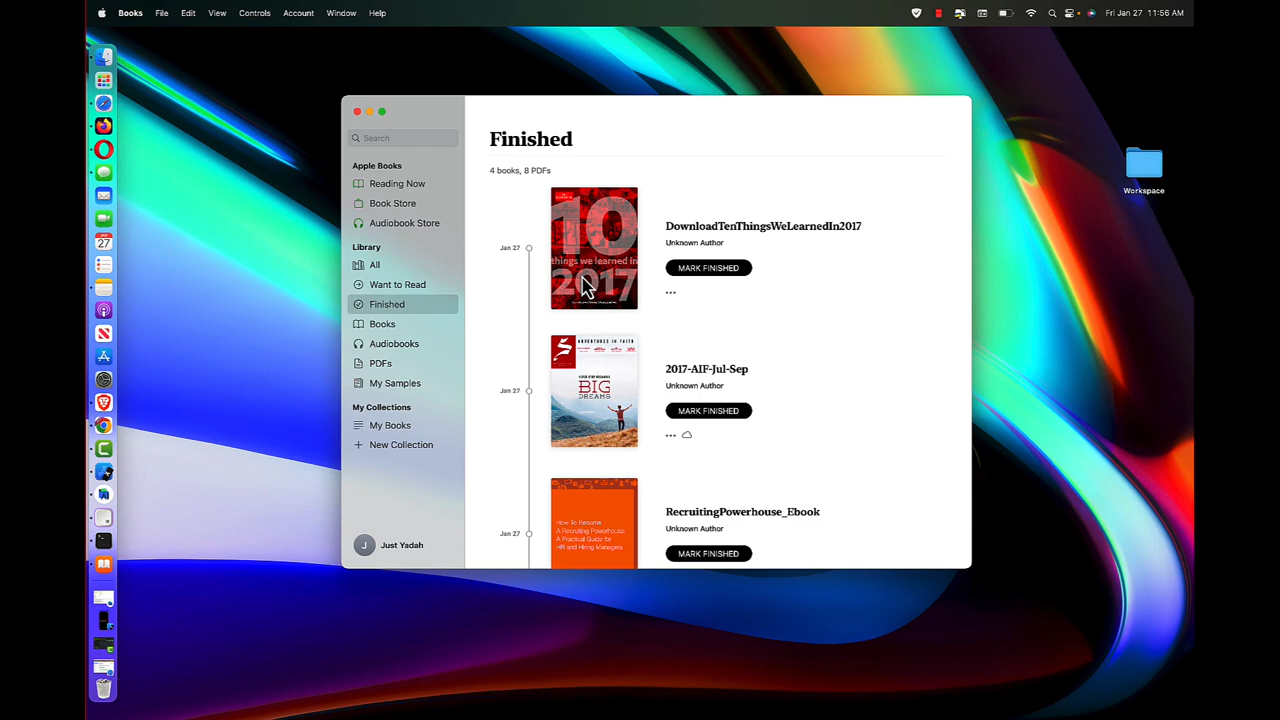 Books File Edit View Controls Account Window Help
Fri Jan 27 11:56 AM
Search
Apple Books
Reading Now
Book Store
Audiobook Store
Library
All
Want to Read
Finished
Books
Audiobooks
PDFs
My Samples
My Collections
My Books
New Collection
J Just Yadah
Finished
4 books, 8 PDFs
Jan 27
10
things we learned in
2017
DownloadTenThingsWeLearnedIn2017
Unknown Author
MARK FINISHED
Jan 27
ADVENTURES IN FAITH
BIG
DREAMS
2017-AIF-Jul-Sep
Unknown Author
MARK FINISHED
Jan 27
How To Become
A Recruiting Powerhouse:
A Practical Guide for
HR and Hiring Managers
RecruitingPowerhouse_Ebook
Unknown Author
MARK FINISHED
Workspace
27